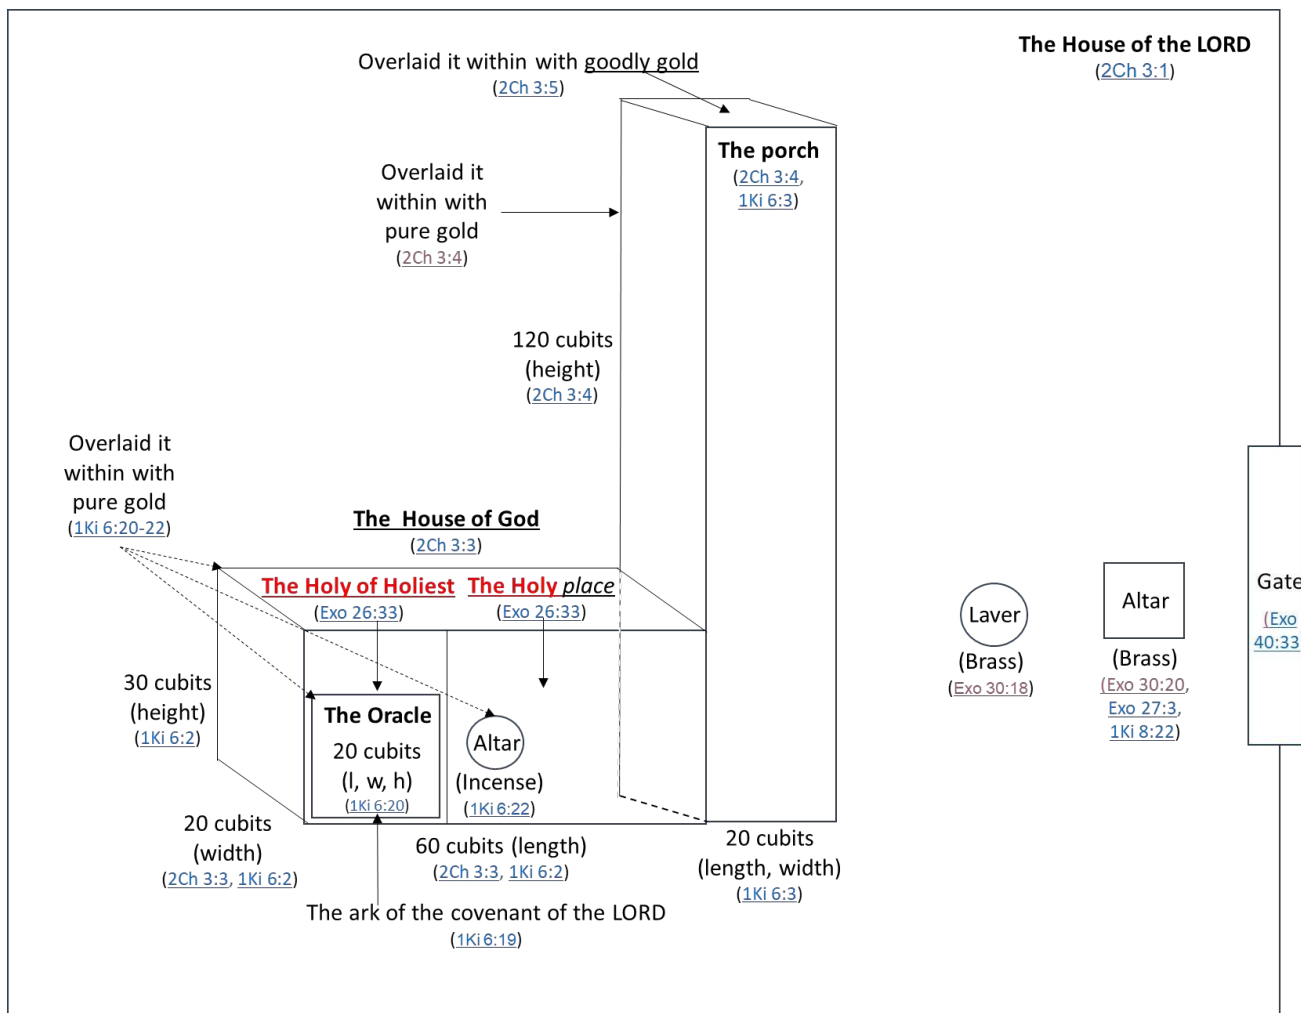 The House of the LORD
(2Ch 3:1)
Overlaid it within with goodly gold
(2Ch 3:5)
The porch
(2Ch 3:4,
1Ki 6:3)
Overlaid it
within with
pure gold
(2Ch 3:4)
120 cubits
(height)
(2Ch 3:4)
Overlaid it
within with
pure gold
(1Ki 6:20-22)
The House of God
(2Ch 3:3)
The Holy of Holiest
(Exo 26:33)
The Holy place
(Exo 26:33)
30 cubits
(height)
(1Ki 6:2)
The Oracle
20 cubits
(l, w, h)
(1Ki 6:20)
Altar
(Incense)
(1Ki 6:22)
20 cubits
(width)
(2Ch 3:3, 1Ki 6:2)
60 cubits (length)
(2Ch 3:3, 1Ki 6:2)
20 cubits
(length, width)
(1Ki 6:3)
The ark of the covenant of the LORD
(1Ki 6:19)
Laver
(Brass)
(Exo 30:18)
Altar
(Brass)
(Exo 30:20,
Exo 27:3,
1Ki 8:22)
Gate
(Exo
40:33